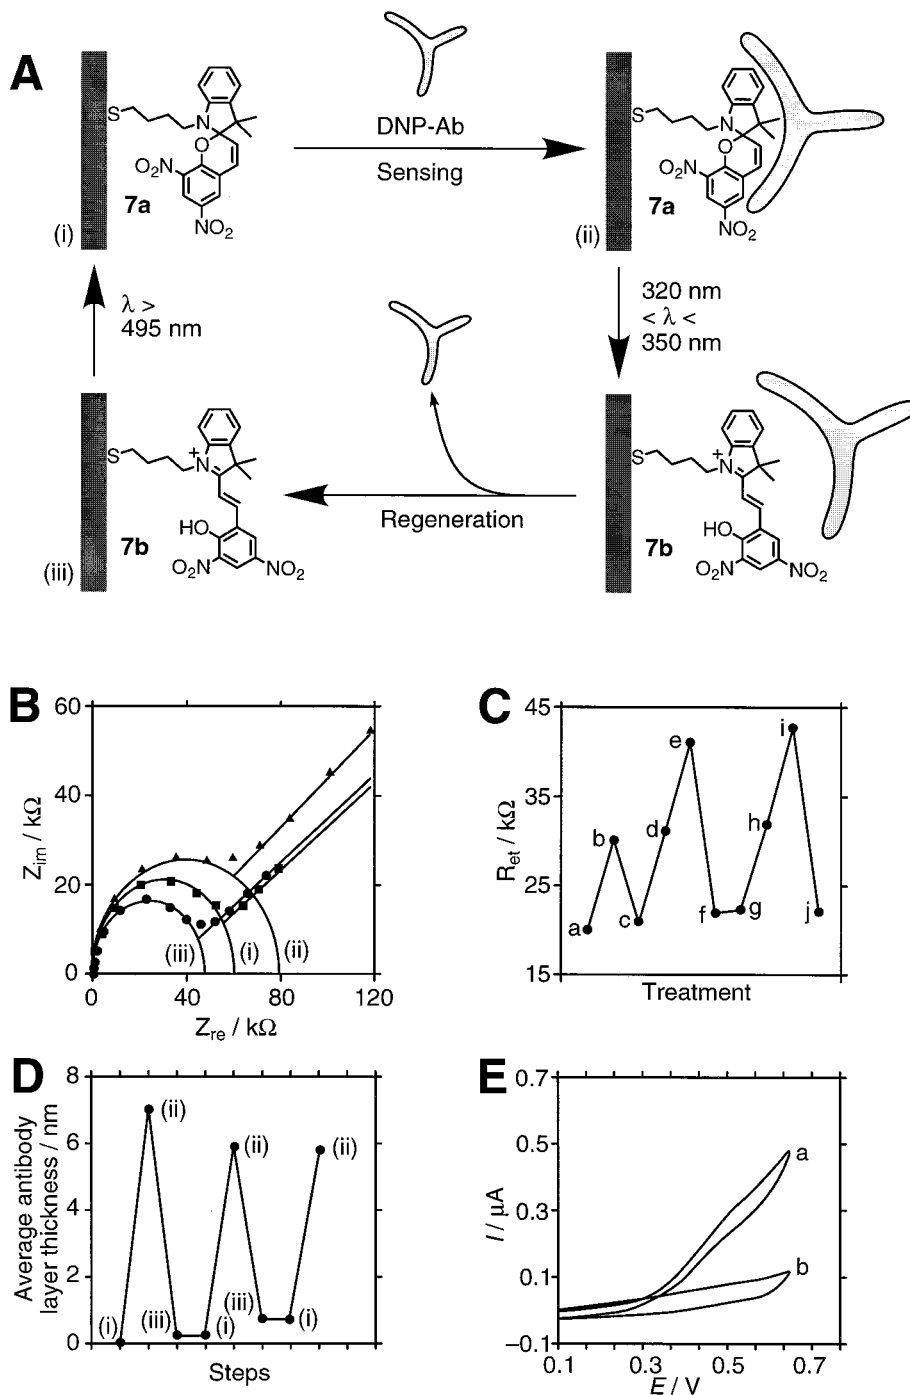 A
S
N
O
O₂N
NO₂
7a
(i)
DNP-Ab
Sensing
S
N
O
O₂N
NO₂
7a
(ii)
λ >
495 nm
320 nm
< λ <
350 nm
S
N
+
HO
O₂N
NO₂
7b
(iii)
Regeneration
S
N
+
HO
O₂N
NO₂
7b
B
60
40
20
0
Z_im / kΩ
(iii)
(i)
(ii)
0
40
80
120
Z_re / kΩ
C
45
35
25
15
R_et / kΩ
a
b
c
d
e
f
g
h
i
j
Treatment
D
8
6
4
2
0
Average antibody
layer thickness / nm
(i)
(ii)
(iii)
(i)
(ii)
(iii)
(i)
(ii)
Steps
E
0.7
0.5
0.3
0.1
−0.1
I / μA
a
b
0.1
0.3
0.5
0.7
E / V